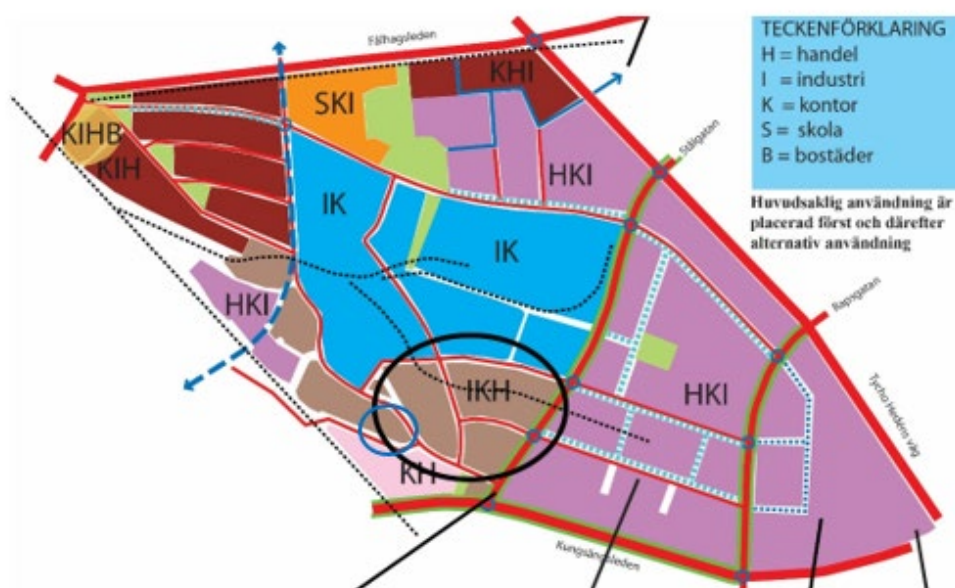 Fålhagsleden
TECKENFÖRKLARING
H = handel
I = industri
K = kontor
S = skola
B = bostäder
Huvudsaklig användning är
placerad först och därefter
alternativ användning
KHI
SKI
KIHB
KIH
Stålgatan
HKI
IK
IK
HKI
Rapsgatan
IKH
HKI
Tycho Hedéns väg
KH
Kungsängsleden